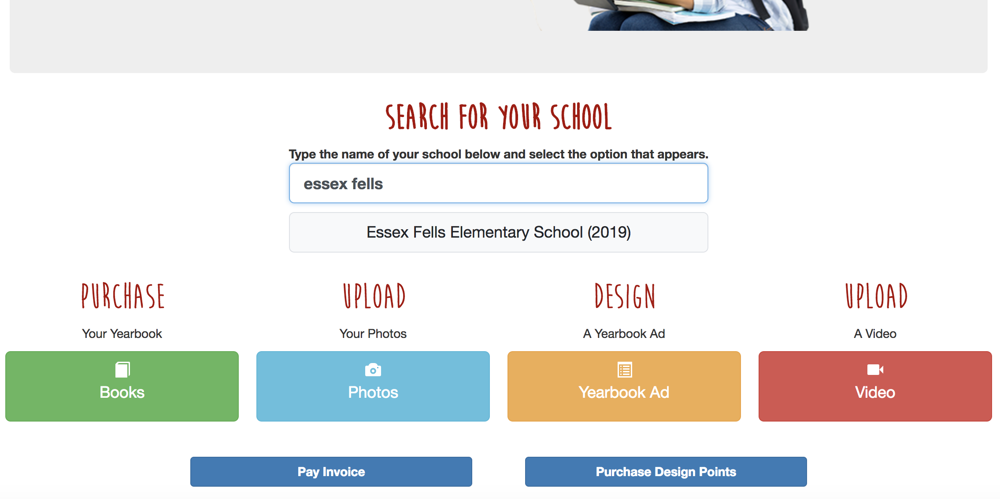 SEARCH FOR YOUR SCHOOL
Type the name of your school below and select the option that appears.
essex fells
Essex Fells Elementary School (2019)
PURCHASE
Your Yearbook
Books
UPLOAD
Your Photos
Photos
DESIGN
A Yearbook Ad
Yearbook Ad
UPLOAD
A Video
Video
Pay Invoice
Purchase Design Points